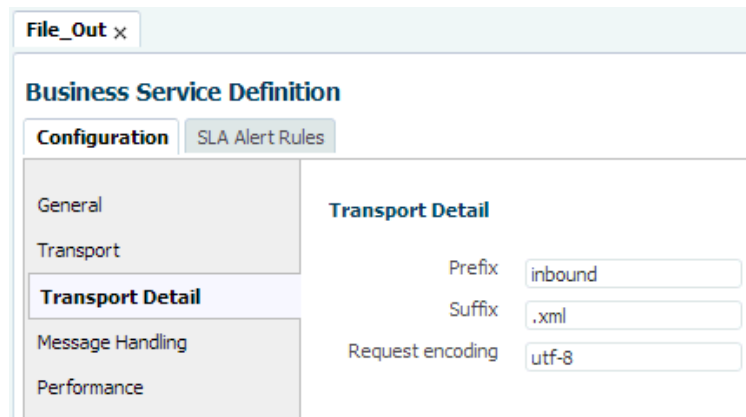 File_Out ×
Business Service Definition
Configuration SLA Alert Rules
General
Transport Detail
Transport
Prefix inbound
Transport Detail
Suffix .xml
Message Handling
Request encoding utf-8
Performance